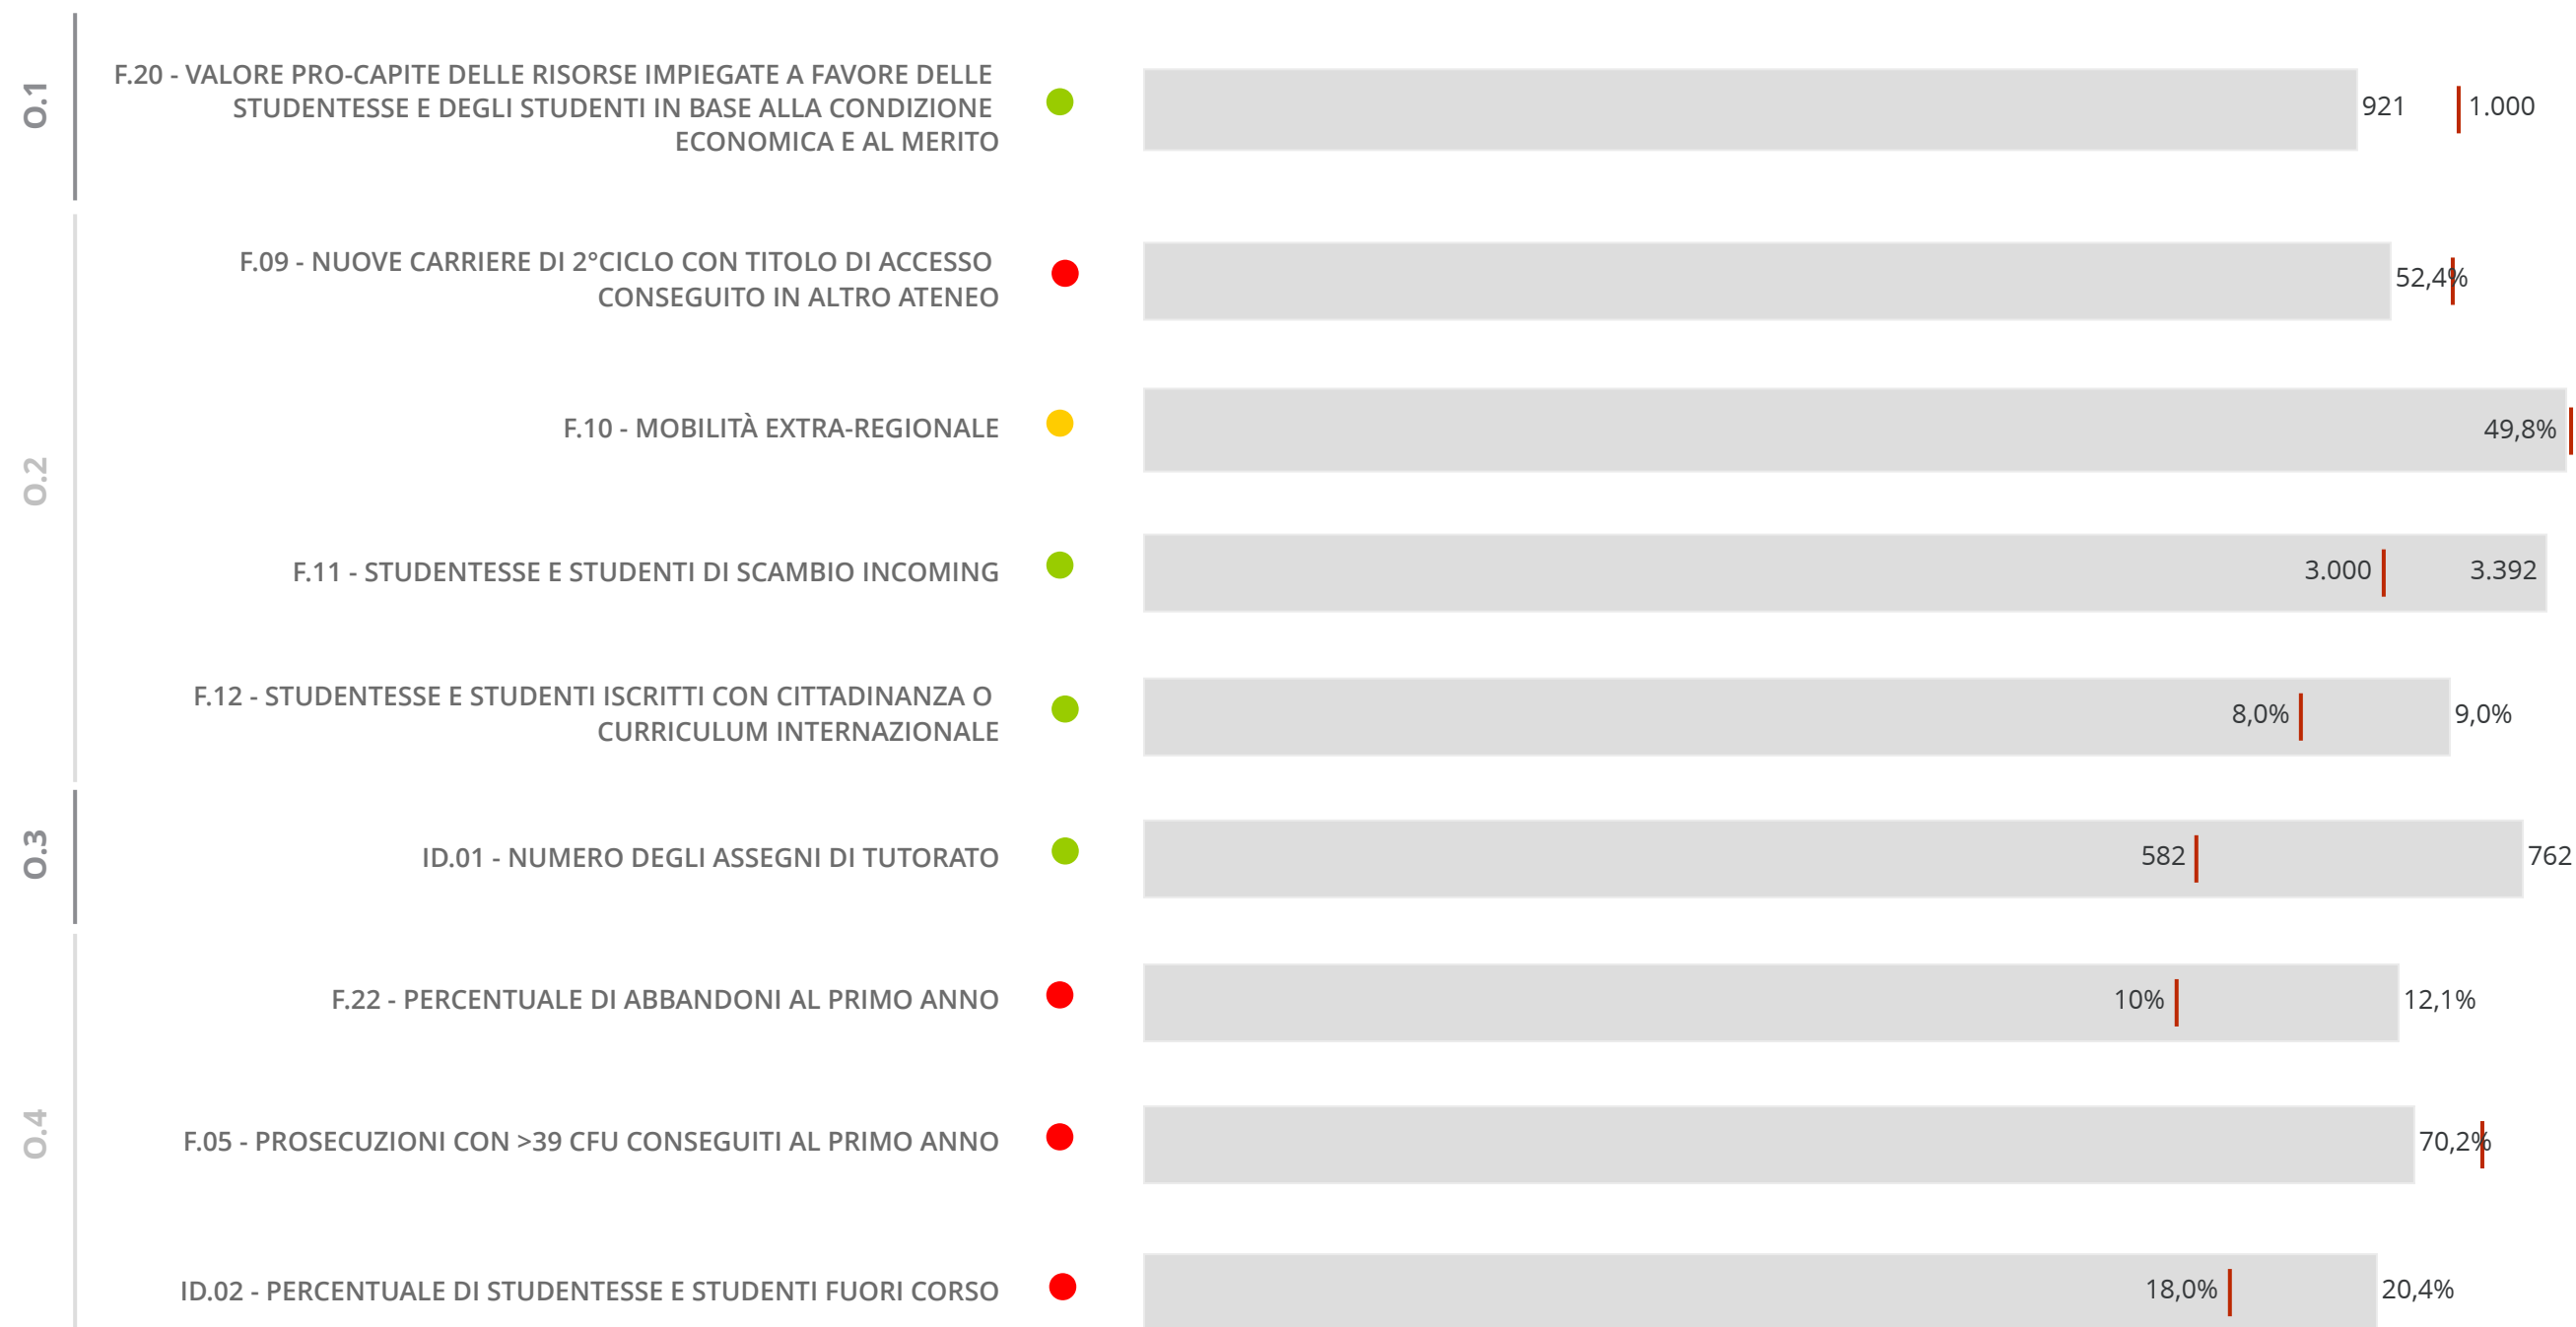 O.1
F.20 - VALORE PRO-CAPITE DELLE RISORSE IMPIEGATE A FAVORE DELLE
STUDENTESSE E DEGLI STUDENTI IN BASE ALLA CONDIZIONE
ECONOMICA E AL MERITO
921
1.000
O.2
F.09 - NUOVE CARRIERE DI 2°CICLO CON TITOLO DI ACCESSO
CONSEGUITO IN ALTRO ATENEO
52,4%
F.10 - MOBILITÀ EXTRA-REGIONALE
49,8%
F.11 - STUDENTESSE E STUDENTI DI SCAMBIO INCOMING
3.000
3.392
F.12 - STUDENTESSE E STUDENTI ISCRITTI CON CITTADINANZA O
CURRICULUM INTERNAZIONALE
8,0%
9,0%
O.3
ID.01 - NUMERO DEGLI ASSEGNI DI TUTORATO
582
762
O.4
F.22 - PERCENTUALE DI ABBANDONI AL PRIMO ANNO
10%
12,1%
F.05 - PROSECUZIONI CON >39 CFU CONSEGUITI AL PRIMO ANNO
70,2%
ID.02 - PERCENTUALE DI STUDENTESSE E STUDENTI FUORI CORSO
18,0%
20,4%